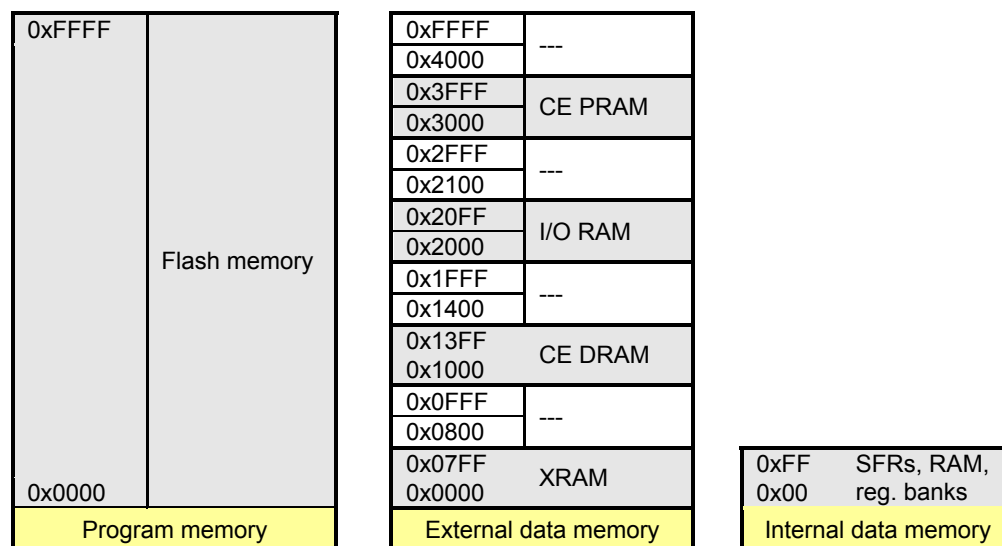 0xFFFF
Flash memory
0x0000
Program memory
0xFFFF
---
0x4000
0x3FFF
CE PRAM
0x3000
0x2FFF
---
0x2100
0x20FF
I/O RAM
0x2000
0x1FFF
---
0x1400
0x13FF
CE DRAM
0x1000
0x0FFF
---
0x0800
0x07FF
XRAM
0x0000
External data memory
0xFF SFRs, RAM,
0x00 reg. banks
Internal data memory